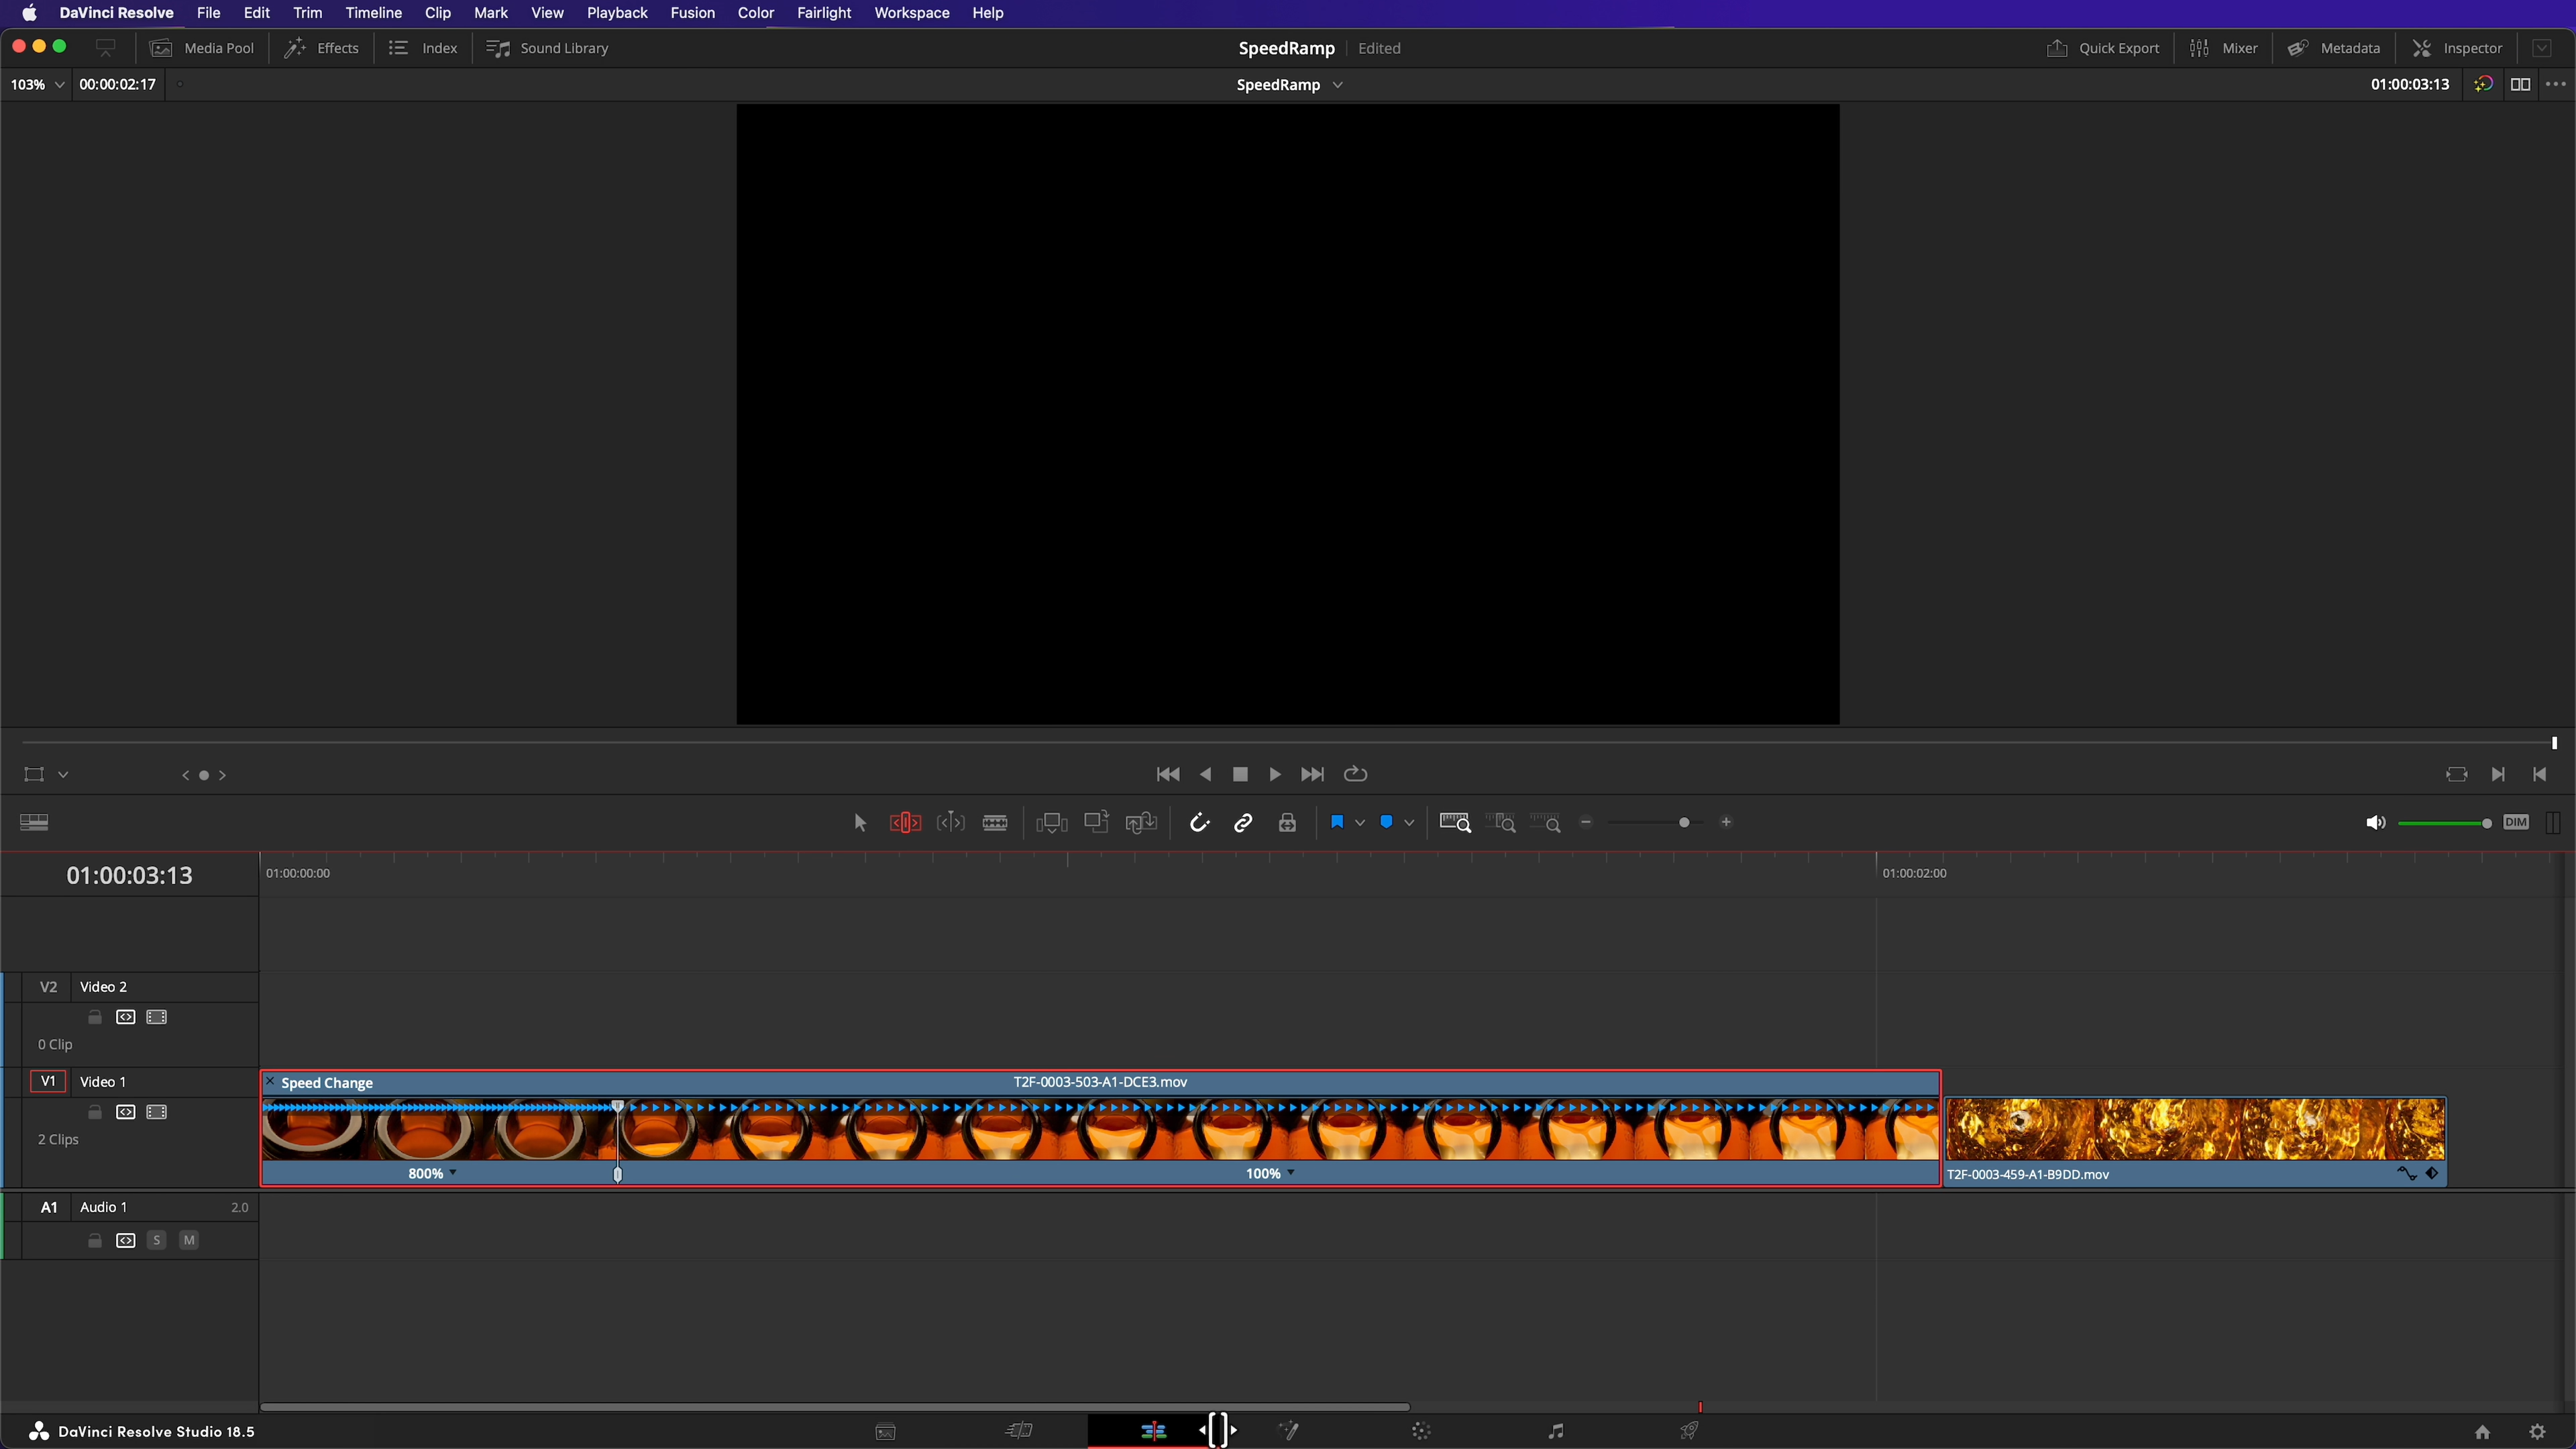 DaVinci Resolve File Edit Trim Timeline Clip Mark View Playback Fusion Color Fairlight Workspace Help
Media Pool Effects Index Sound Library SpeedRamp Edited Quick Export Mixer Metadata Inspector
103% 00:00:02:17 SpeedRamp 01:00:03:13
DIM
01:00:03:13 01:00:00:00 01:00:02:00
V2 Video 2
0 Clip
V1 Video 1 Speed Change T2F-0003-503-A1-DCE3.mov
2 Clips
800% 100% T2F-0003-459-A1-B9DD.mov
A1 Audio 1 2.0
S M
DaVinci Resolve Studio 18.5